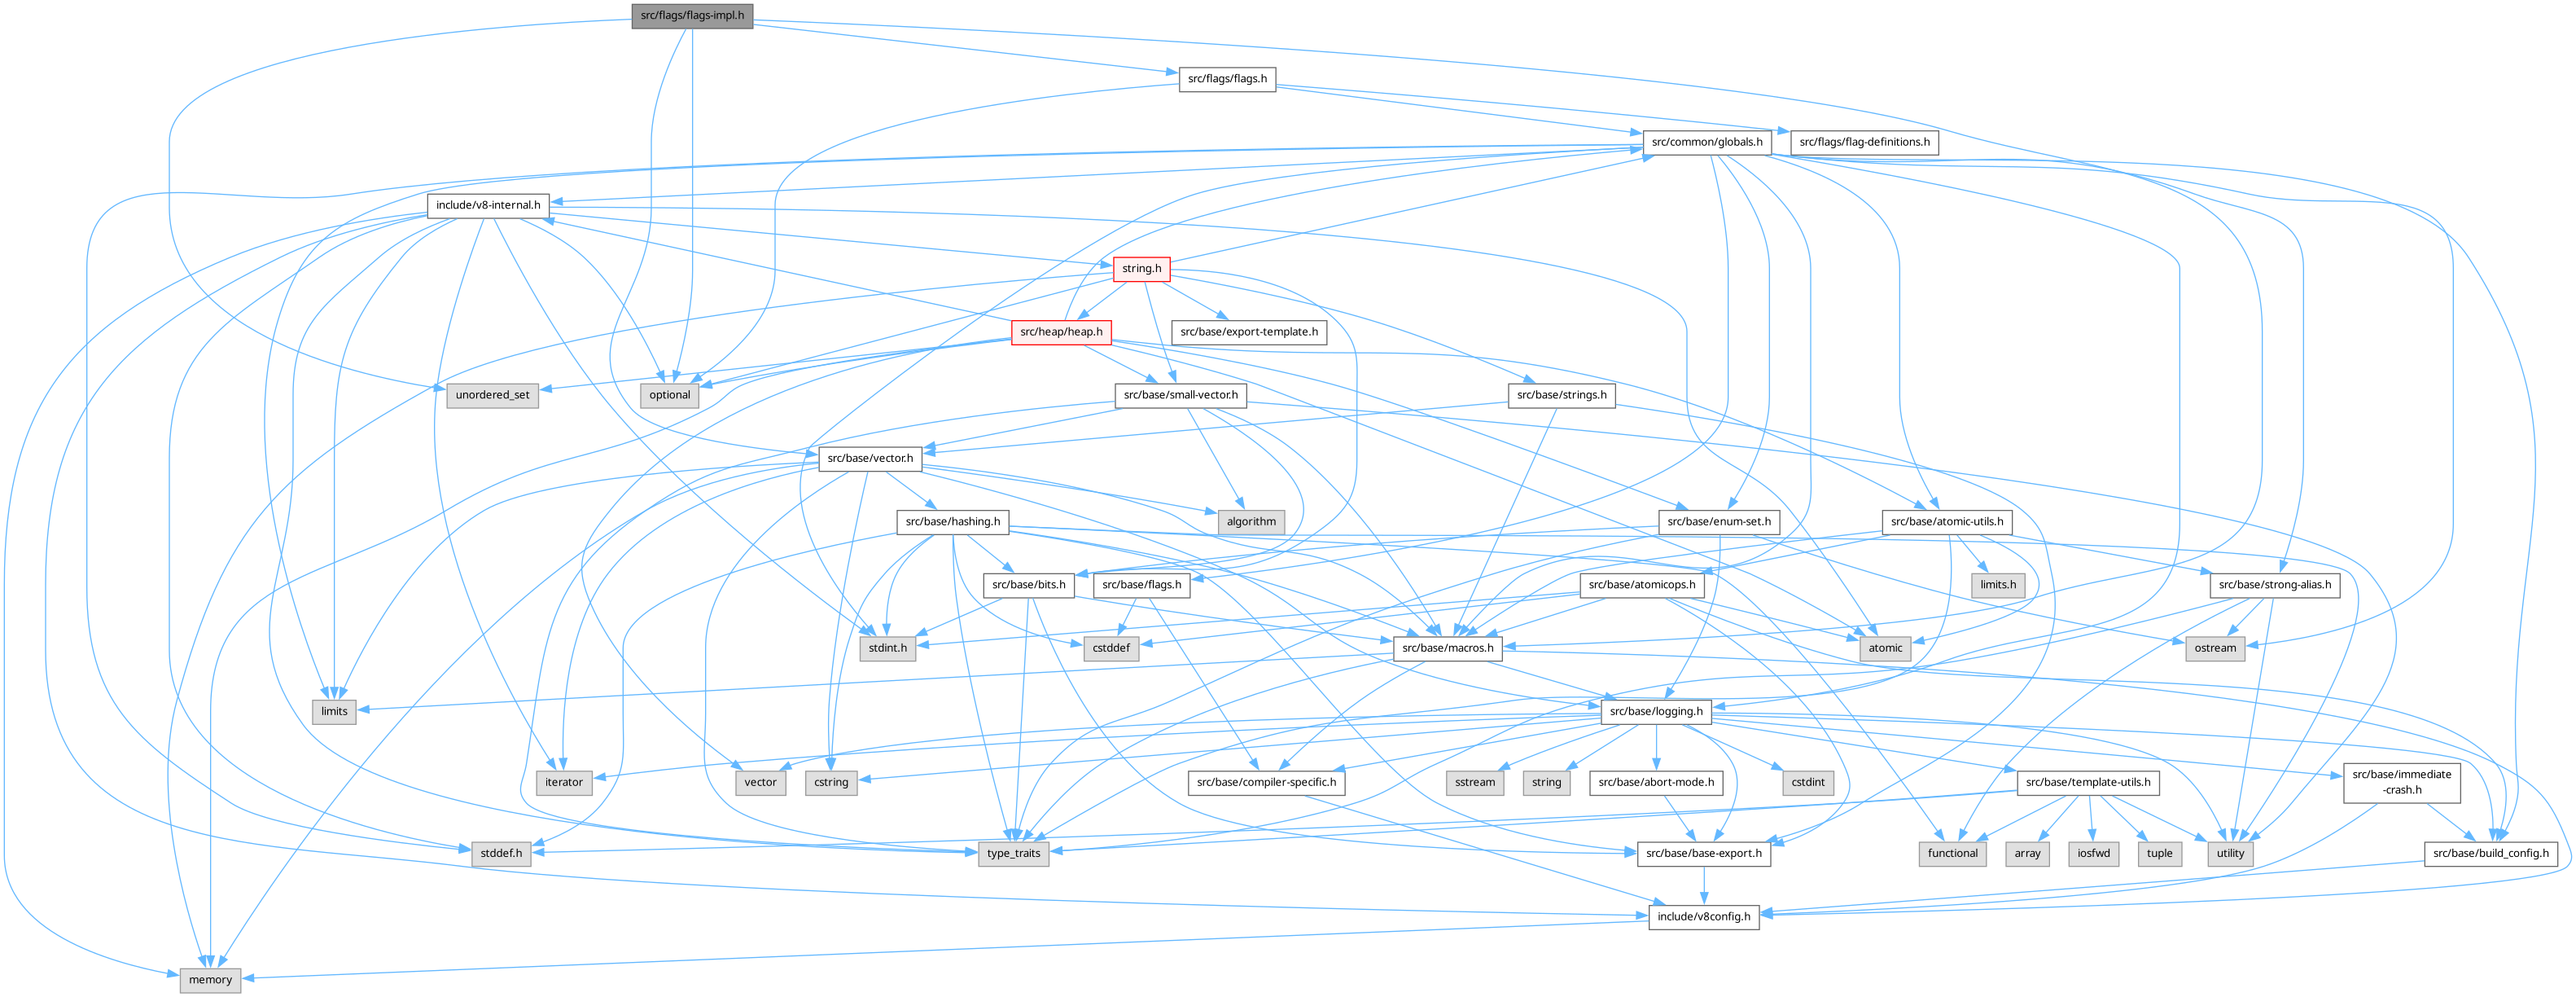 src/flags/flags-impl.h
src/flags/flags.h
src/common/globals.h
src/flags/flag-definitions.h
include/v8-internal.h
string.h
src/heap/heap.h
src/base/export-template.h
unordered_set
optional
src/base/small-vector.h
src/base/strings.h
src/base/vector.h
src/base/hashing.h
algorithm
src/base/enum-set.h
src/base/atomic-utils.h
src/base/bits.h
src/base/flags.h
src/base/atomicops.h
limits.h
src/base/strong-alias.h
stdint.h
cstddef
src/base/macros.h
atomic
ostream
limits
src/base/logging.h
iterator
vector
cstring
src/base/compiler-specific.h
sstream
string
src/base/abort-mode.h
cstdint
src/base/template-utils.h
src/base/immediate
-crash.h
stddef.h
type_traits
src/base/base-export.h
functional
array
iosfwd
tuple
utility
src/base/build_config.h
include/v8config.h
memory